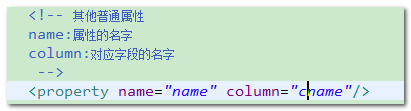 <!-- 其他普通属性
name:属性的名字
column:对应字段的名字
-->
<property name="name" column="cname"/>